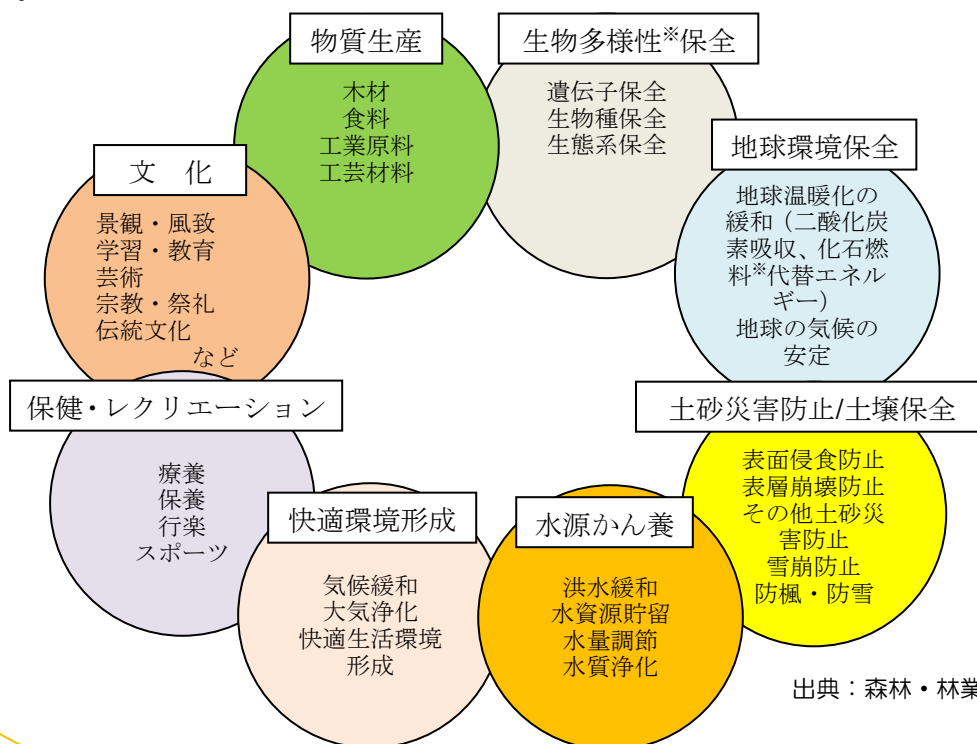 物質生産
木材
食料
工業原料
工芸材料
生物多様性※保全
遺伝子保全
生物種保全
生態系保全
地球環境保全
地球温暖化の
緩和（二酸化炭
素吸収、化石燃
料※代替エネル
ギー）
地球の気候の
安定
土砂災害防止/土壌保全
表面侵食防止
表層崩壊防止
その他土砂災
害防止
雪崩防止
防楓・防雪
水源かん養
洪水緩和
水資源貯留
水量調節
水質浄化
快適環境形成
気候緩和
大気浄化
快適生活環境
形成
保健・レクリエーション
療養
保養
行楽
スポーツ
文　化
景観・風致
学習・教育
芸術
宗教・祭礼
伝統文化
など
出典：森林・林業